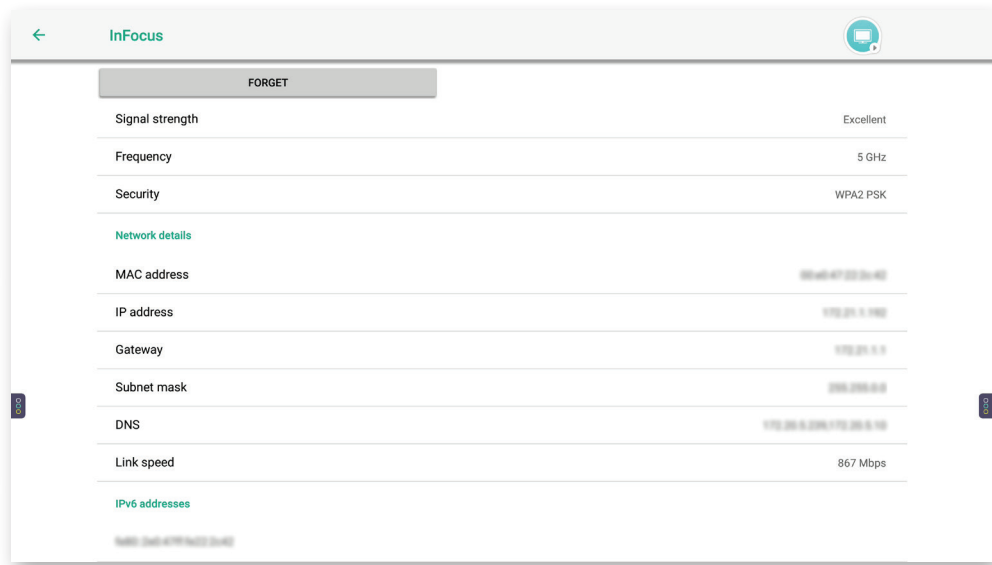 InFocus
FORGET
Signal strength Excellent
Frequency 5 GHz
Security WPA2 PSK
Network details
MAC address
IP address
Gateway
Subnet mask
DNS
Link speed 867 Mbps
IPv6 addresses